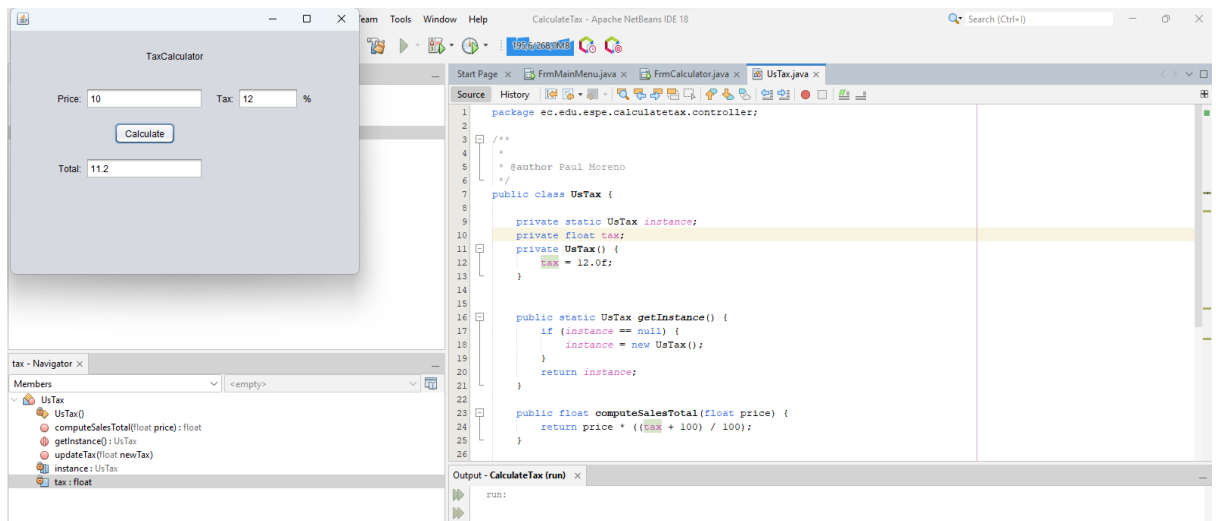 Team Tools Window Help
CalculateTax - Apache NetBeans IDE 18
Search (Ctrl+I)
TaxCalculator
Price: 10
Tax: 12 %
Calculate
Total: 11.2
195,6/268,0MB
Start Page FrmMainMenu.java FrmCalculator.java UsTax.java
Source History
1 package ec.edu.espe.calculatetax.controller;
2
3 /**
4 *
5 * @author Paul Moreno
6 */
7 public class UsTax {
8
9 private static UsTax instance;
10 private float tax;
11 private UsTax() {
12 tax = 12.0f;
13 }
14
15
16 public static UsTax getInstance() {
17 if (instance == null) {
18 instance = new UsTax();
19 }
20 return instance;
21 }
22
23 public float computeSalesTotal(float price) {
24 return price * ((tax + 100) / 100);
25 }
26
tax - Navigator
Members <empty>
UsTax
UsTax()
computeSalesTotal(float price) : float
getInstance() : UsTax
updateTax(float newTax)
instance : UsTax
tax : float
Output - CalculateTax (run)
run: